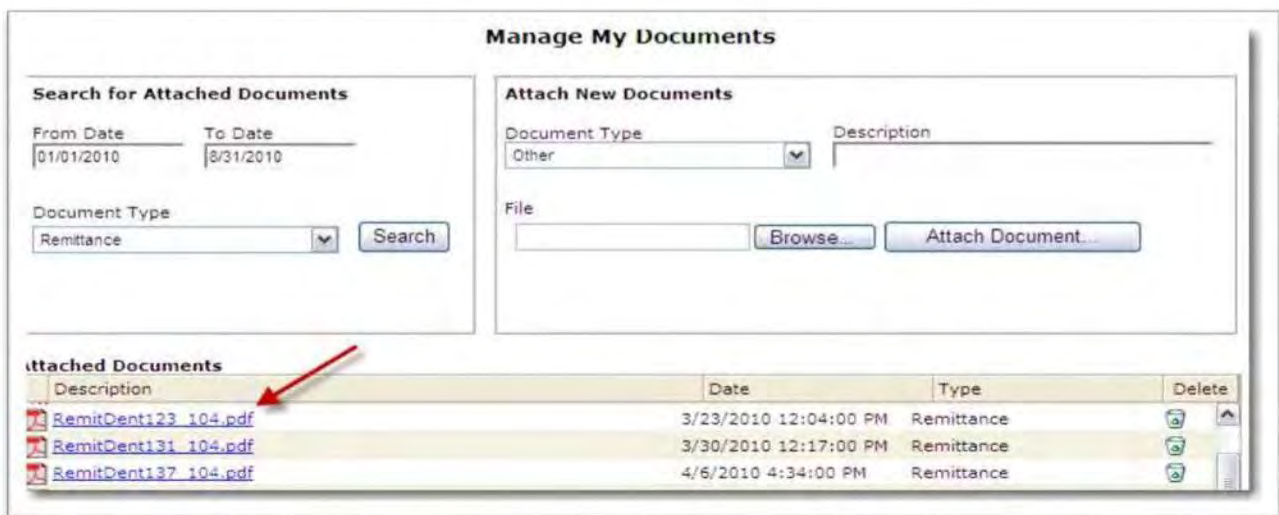 Manage My Documents
Search for Attached Documents
From Date To Date
01/01/2010 8/31/2010
Document Type
Remittance Search
Attach New Documents
Document Type Description
Other
File
Browse... Attach Document...
ttached Documents
Description Date Type Delete
RemitDent123_104.pdf 3/23/2010 12:04:00 PM Remittance
RemitDent131_104.pdf 3/30/2010 12:17:00 PM Remittance
RemitDent137_104.pdf 4/6/2010 4:34:00 PM Remittance